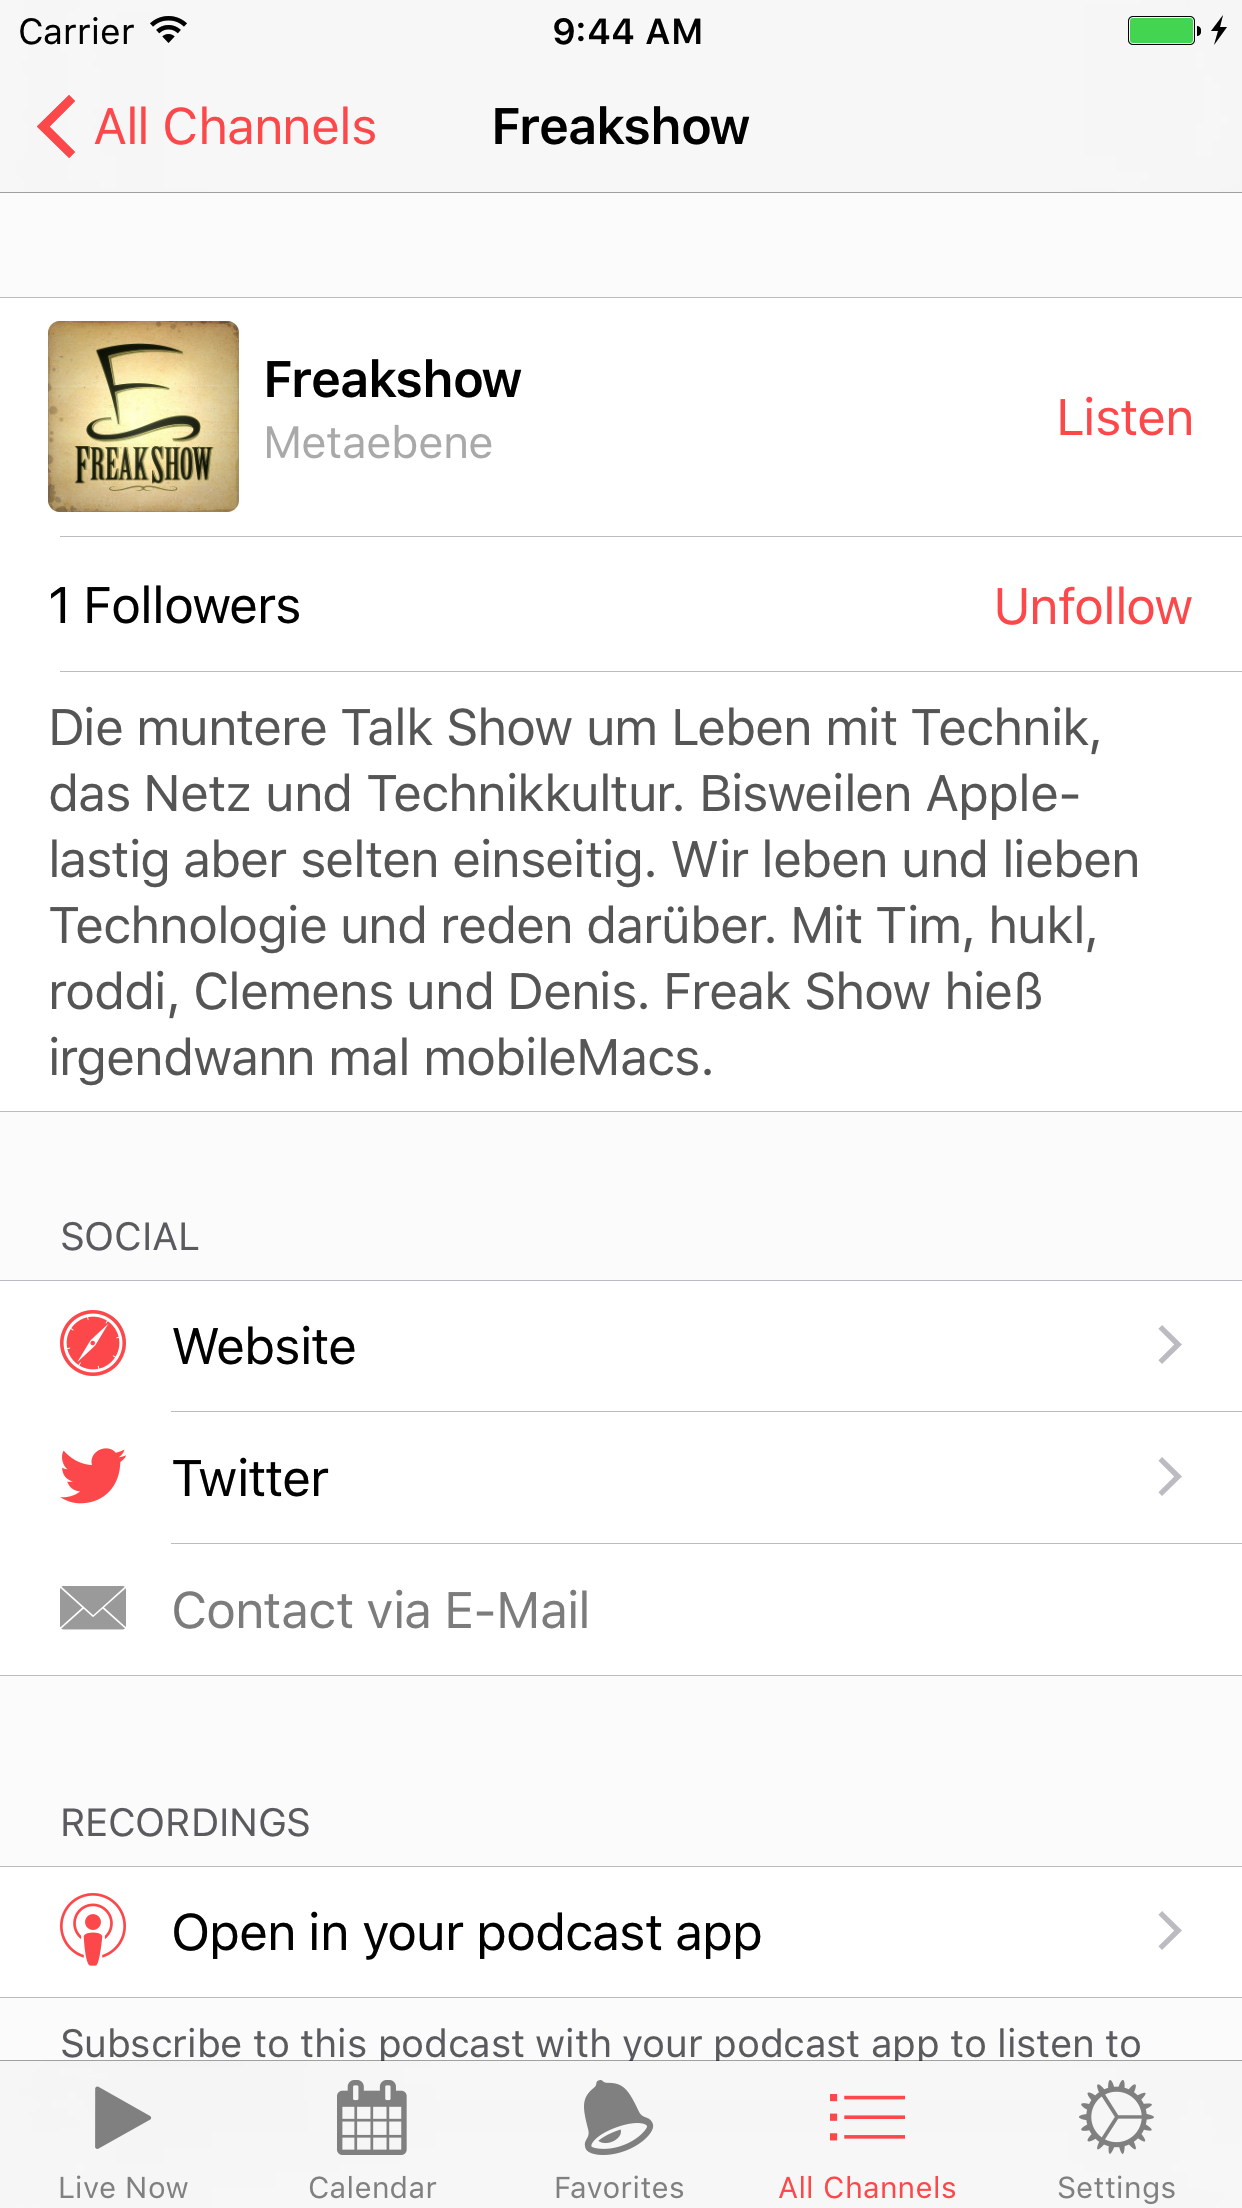 Carrier 9:44 AM
All Channels Freakshow
FREAK SHOW
Freakshow
Metaebene
Listen
1 Followers Unfollow
Die muntere Talk Show um Leben mit Technik,
das Netz und Technikkultur. Bisweilen Apple-
lastig aber selten einseitig. Wir leben und lieben
Technologie und reden darüber. Mit Tim, hukl,
roddi, Clemens und Denis. Freak Show hieß
irgendwann mal mobileMacs.
SOCIAL
Website
Twitter
Contact via E-Mail
RECORDINGS
Open in your podcast app
Subscribe to this podcast with your podcast app to listen to
Live Now Calendar Favorites All Channels Settings